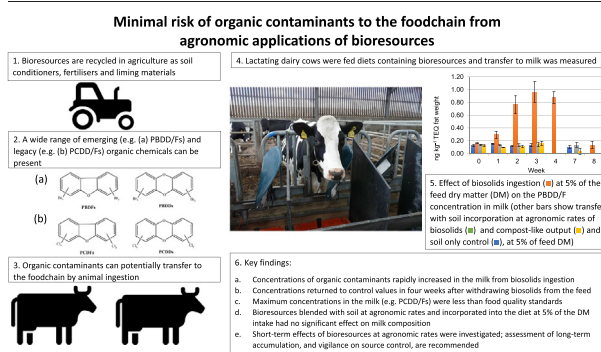 Minimal risk of organic contaminants to the foodchain from
agronomic applications of bioresources
1. Bioresources are recycled in agriculture as soil
conditioners, fertilisers and liming materials
2. A wide range of emerging (e.g. (a) PBDD/Fs) and
legacy (e.g. (b) PCDD/Fs) organic chemicals can be
present
(a)
PBDFs
PBDDs
(b)
PCDFs
PCDDs
3. Organic contaminants can potentially transfer to
the foodchain by animal ingestion
4. Lactating dairy cows were fed diets containing bioresources and transfer to milk was measured
ng kg⁻¹ TEQ fat weight
1.20
1.00
0.80
0.60
0.40
0.20
0.00
0 1 2 3 4 7 8
Week
5. Effect of biosolids ingestion (■) at 5% of the
feed dry matter (DM) on the PBDD/F
concentration in milk (other bars show transfe
with soil incorporation at agronomic rates of
biosolids (■) and compost-like output (■) and
soil only control (■), at 5% of feed DM)
6. Key findings:
a. Concentrations of organic contaminants rapidly increased in the milk from biosolids ingestion
b. Concentrations returned to control values in four weeks after withdrawing biosolids from the feed
c. Maximum concentrations in the milk (e.g. PCDD/Fs) were less than food quality standards
d. Bioresources blended with soil at agronomic rates and incorporated into the diet at 5% of the DM
intake had no significant effect on milk composition
e. Short-term effects of bioresources at agronomic rates were investigated; assessment of long-term
accumulation, and vigilance on source control, are recommended